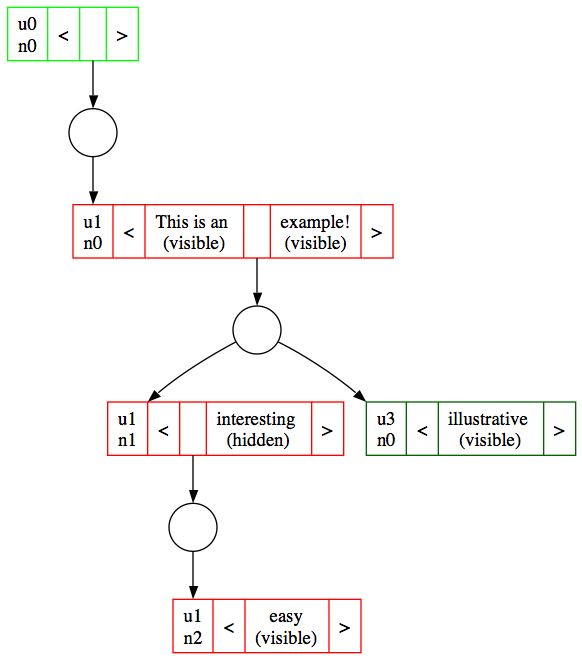 u0
n0 < >
u1
n0 < This is an
(visible) example!
(visible) >
u1
n1 < interesting
(hidden) >
u3
n0 < illustrative
(visible) >
u1
n2 < easy
(visible) >